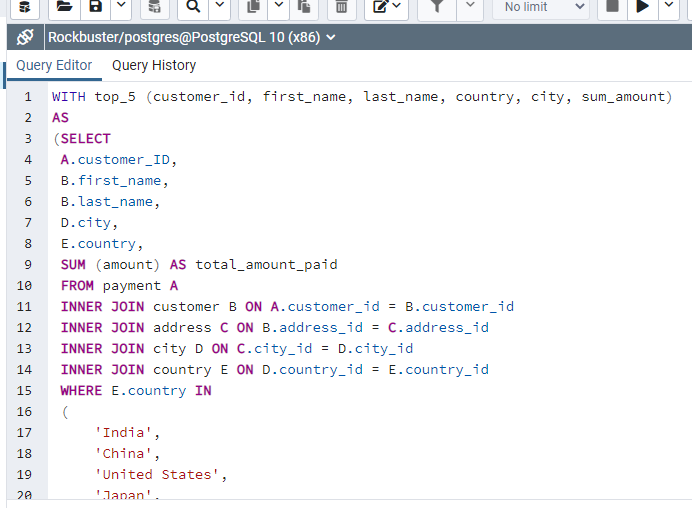 No limit
Rockbuster/postgres@PostgreSQL 10 (x86)
Query Editor Query History
1 WITH top_5 (customer_id, first_name, last_name, country, city, sum_amount)
2 AS
3 (SELECT
4 A.customer_ID,
5 B.first_name,
6 B.last_name,
7 D.city,
8 E.country,
9 SUM (amount) AS total_amount_paid
10 FROM payment A
11 INNER JOIN customer B ON A.customer_id = B.customer_id
12 INNER JOIN address C ON B.address_id = C.address_id
13 INNER JOIN city D ON C.city_id = D.city_id
14 INNER JOIN country E ON D.country_id = E.country_id
15 WHERE E.country IN
16 (
17 'India',
18 'China',
19 'United States',
20 'Japan',